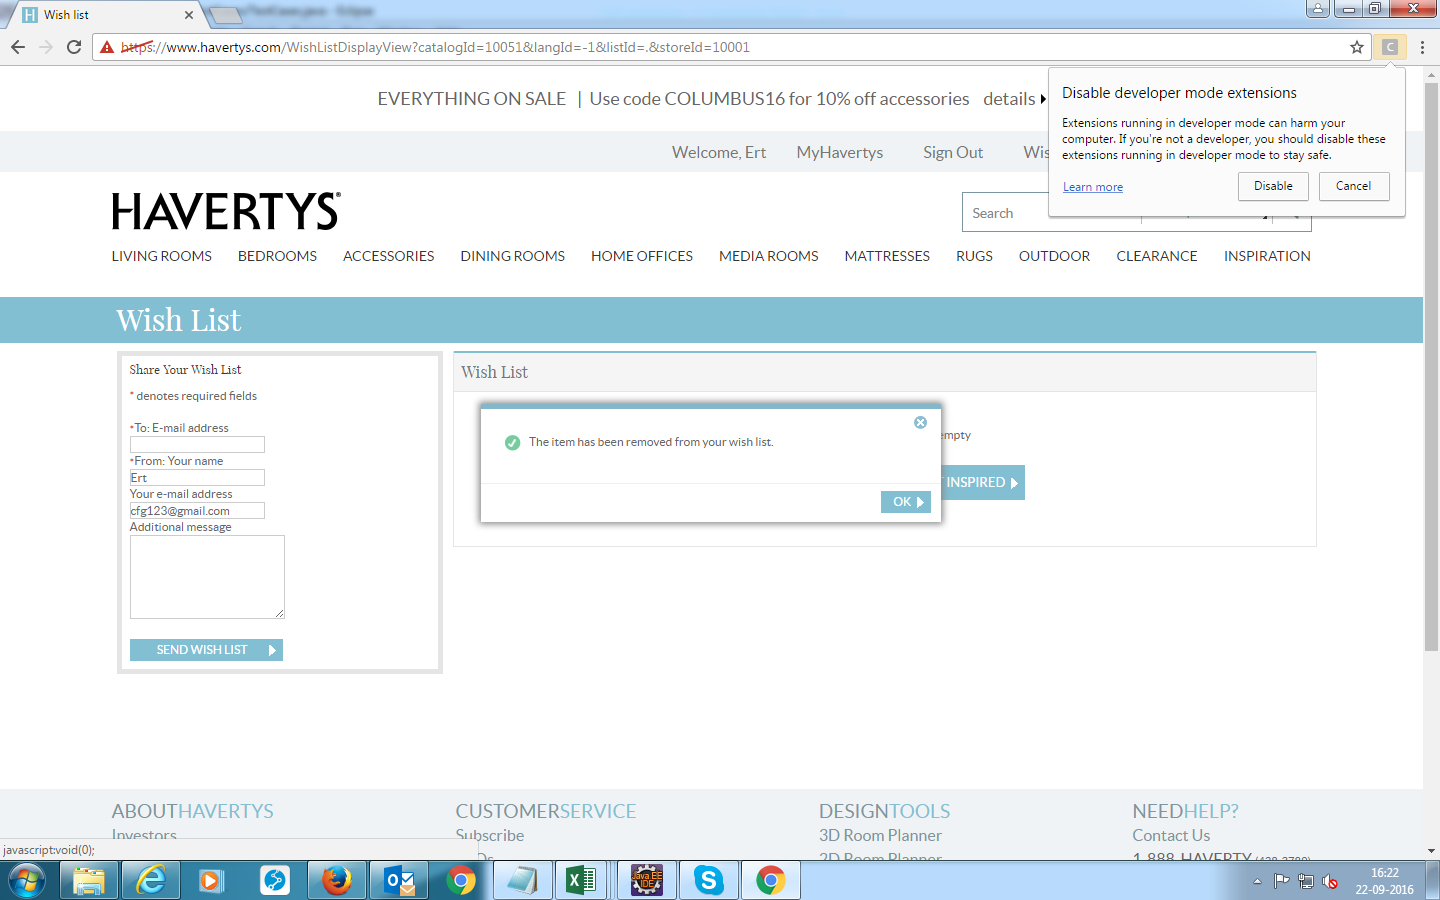 Wish list
https://www.havertys.com/WishListDisplayView?catalogId=10051&langId=-1&listId=.&storeId=10001
C
EVERYTHING ON SALE | Use code COLUMBUS16 for 10% off accessories details
Disable developer mode extensions
Extensions running in developer mode can harm your
computer. If you're not a developer, you should disable these
extensions running in developer mode to stay safe.
Learn more
Disable
Cancel
Welcome, Ert
MyHavertys
Sign Out
HAVERTYS®
Search
LIVING ROOMS
BEDROOMS
ACCESSORIES
DINING ROOMS
HOME OFFICES
MEDIA ROOMS
MATTRESSES
RUGS
OUTDOOR
CLEARANCE
INSPIRATION
Wish List
Share Your Wish List
* denotes required fields
*To: E-mail address
*From: Your name
Ert
Your e-mail address
cfg123@gmail.com
Additional message
SEND WISH LIST
Wish List
The item has been removed from your wish list.
OK
empty
INSPIRED
ABOUTHAVERTYS
Investors
CUSTOMERSERVICE
Subscribe
DESIGNTOOLS
3D Room Planner
2D Room Planner
NEEDHELP?
Contact Us
1-888-HAVERTY
javascript:void(0);
Java EE
IDE
16:22
22-09-2016